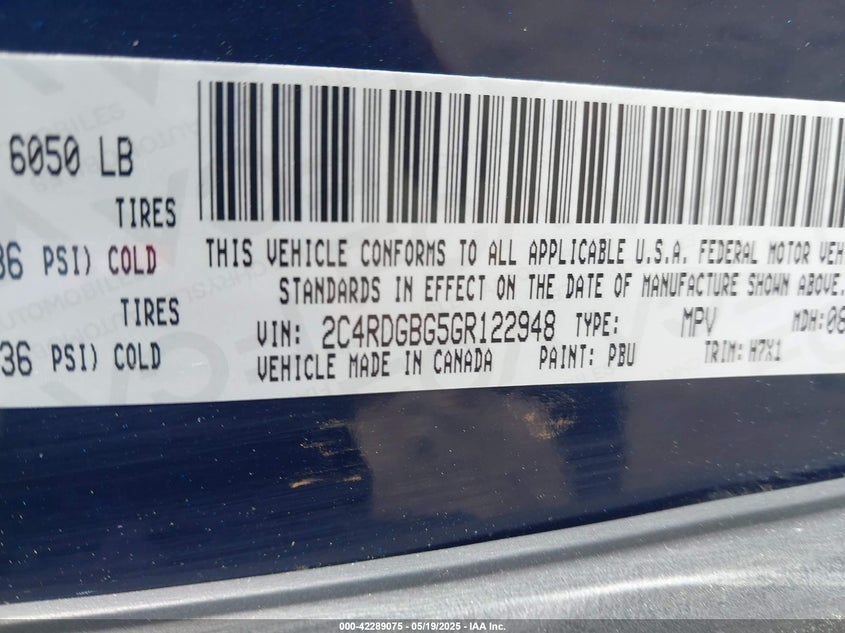 6050 LB
TIRES
36 PSI) COLD
THIS VEHICLE CONFORMS TO ALL APPLICABLE U.S.A. FEDERAL MOTOR VEH
STANDARDS IN EFFECT ON THE DATE OF MANUFACTURE SHOWN ABOVE.
TIRES
VIN: 2C4RDGBG5GR122948 TYPE: MPV MDH: 08
36 PSI) COLD
VEHICLE MADE IN CANADA PAINT: PBU TRIM: H7X1
000-42289075 — 05/19/2025 — IAA Inc.